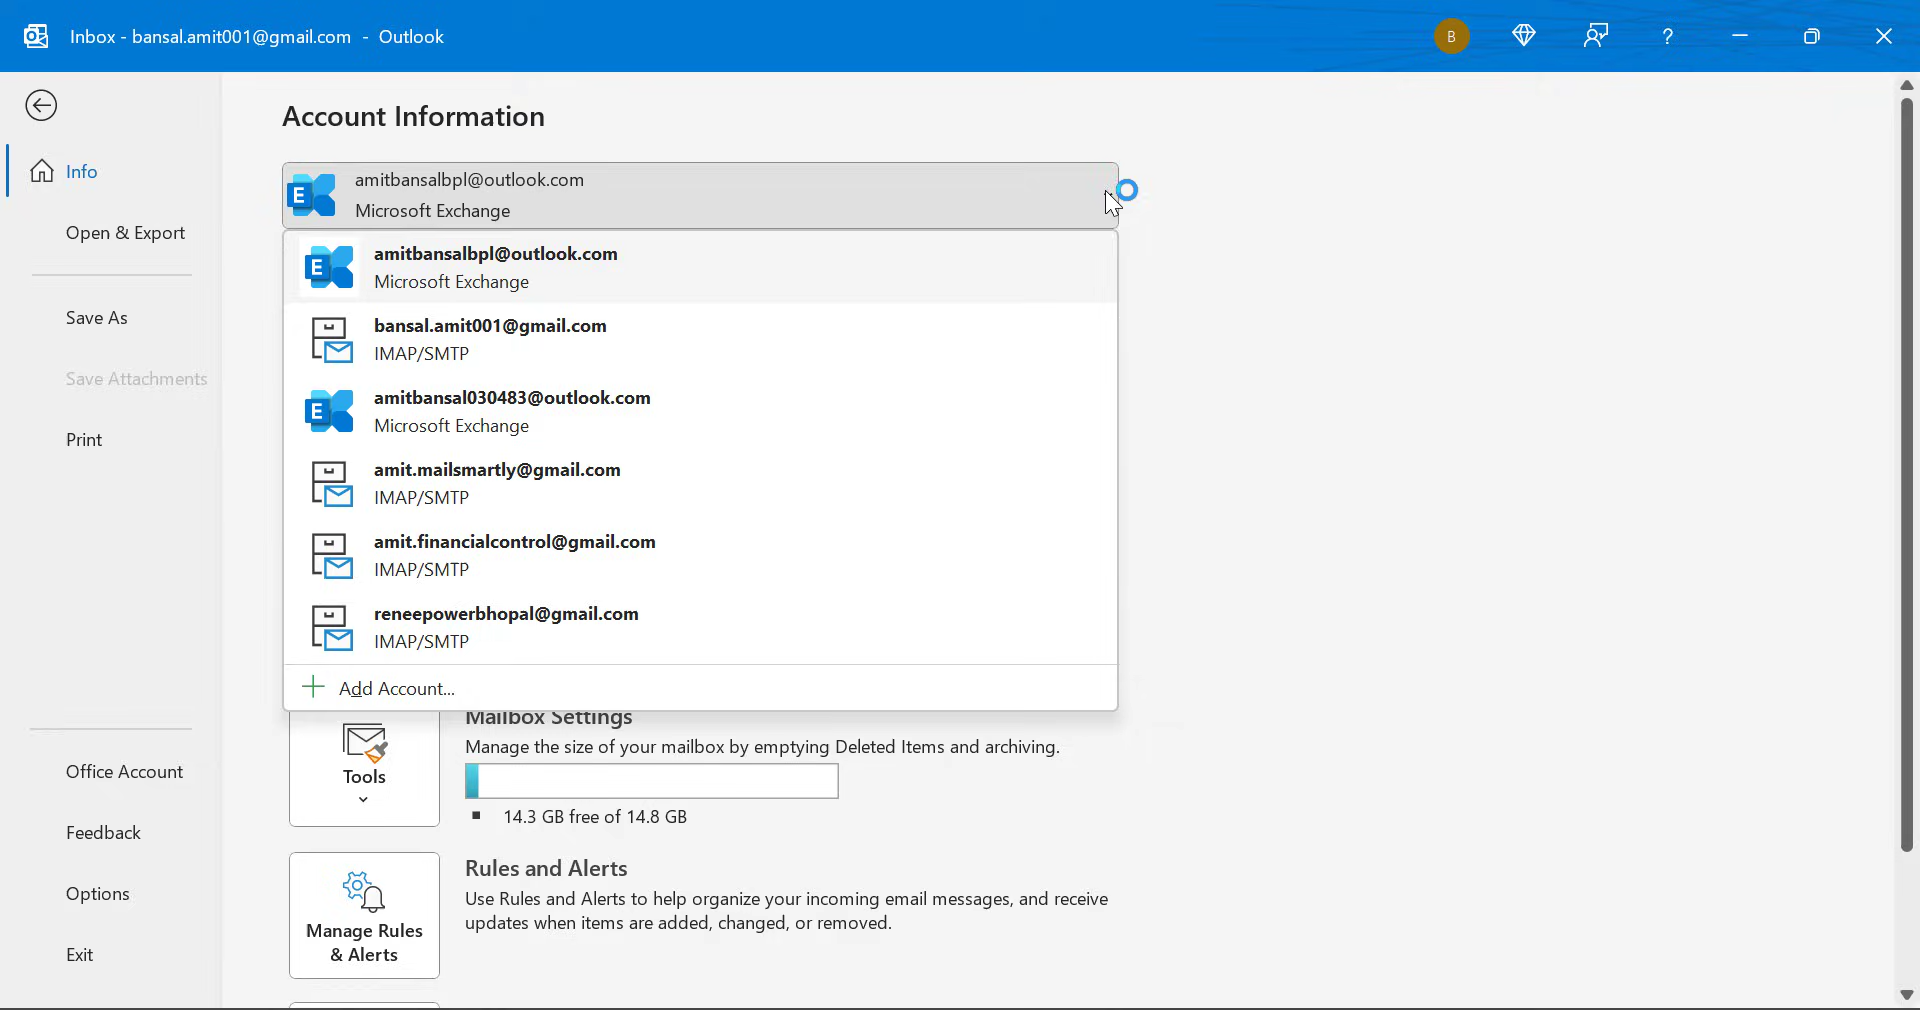 Inbox - bansal.amit001@gmail.com - Outlook
B
?
Info
Open & Export
Save As
Save Attachments
Print
Office Account
Feedback
Options
Exit
Account Information
E
amitbansalbpl@outlook.com
Microsoft Exchange
E
amitbansalbpl@outlook.com
Microsoft Exchange
bansal.amit001@gmail.com
IMAP/SMTP
E
amitbansal030483@outlook.com
Microsoft Exchange
amit.mailsmartly@gmail.com
IMAP/SMTP
amit.financialcontrol@gmail.com
IMAP/SMTP
reneepowerbhopal@gmail.com
IMAP/SMTP
Add Account...
Tools
Mailbox Settings
Manage the size of your mailbox by emptying Deleted Items and archiving.
14.3 GB free of 14.8 GB
Manage Rules
& Alerts
Rules and Alerts
Use Rules and Alerts to help organize your incoming email messages, and receive
updates when items are added, changed, or removed.